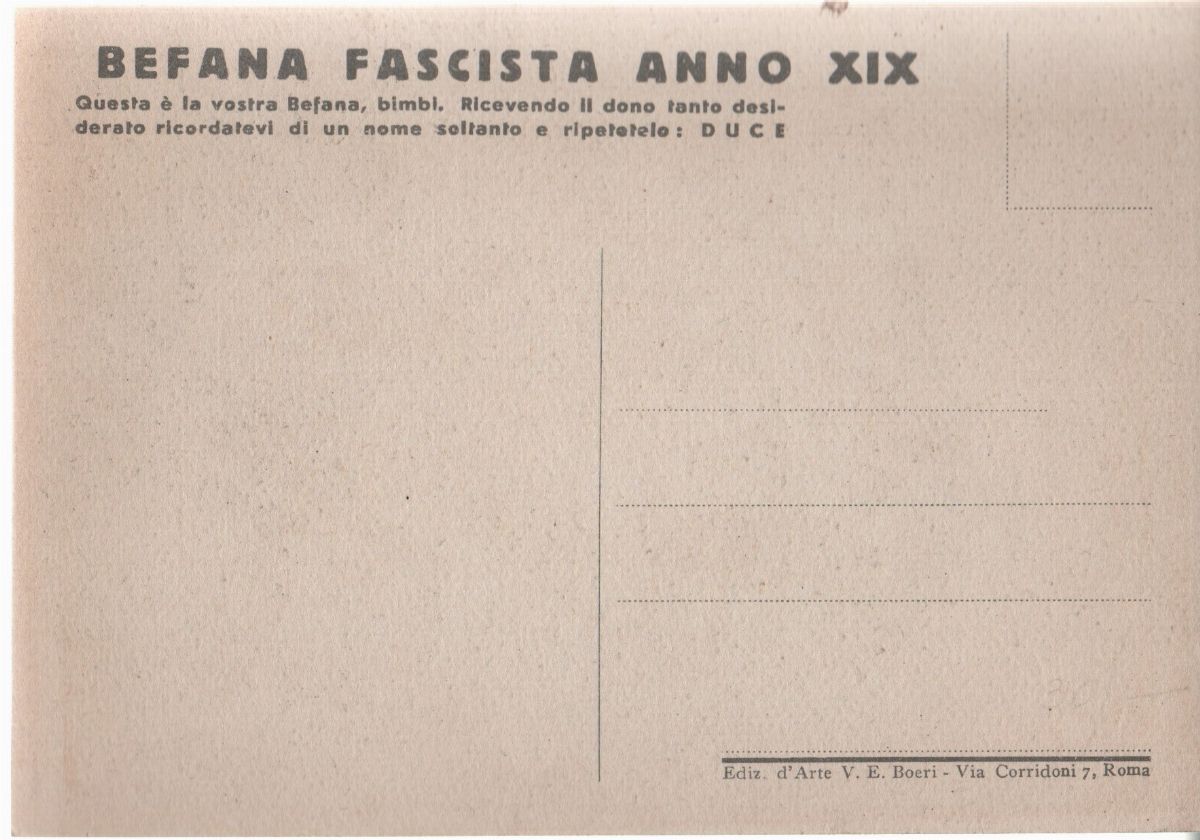 BEFANA FASCISTA ANNO XIX
Questa è la vostra Befana, bimbi. Ricevendo il dono tanto desi-
derato ricordatevi di un nome soltanto e ripetetelo: DUCE
Ediz. d'Arte V. E. Boeri - Via Corridoni 7, Roma